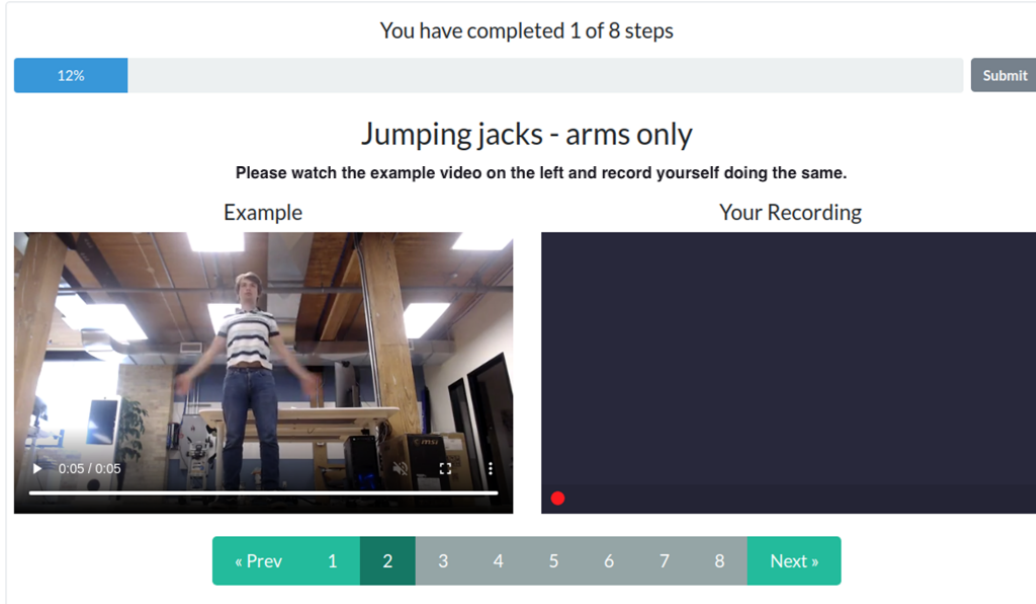 You have completed 1 of 8 steps
12%
Submit
Jumping jacks - arms only
Please watch the example video on the left and record yourself doing the same.
Example
Your Recording
msi
0:05 / 0:05
« Prev 1 2 3 4 5 6 7 8 Next »